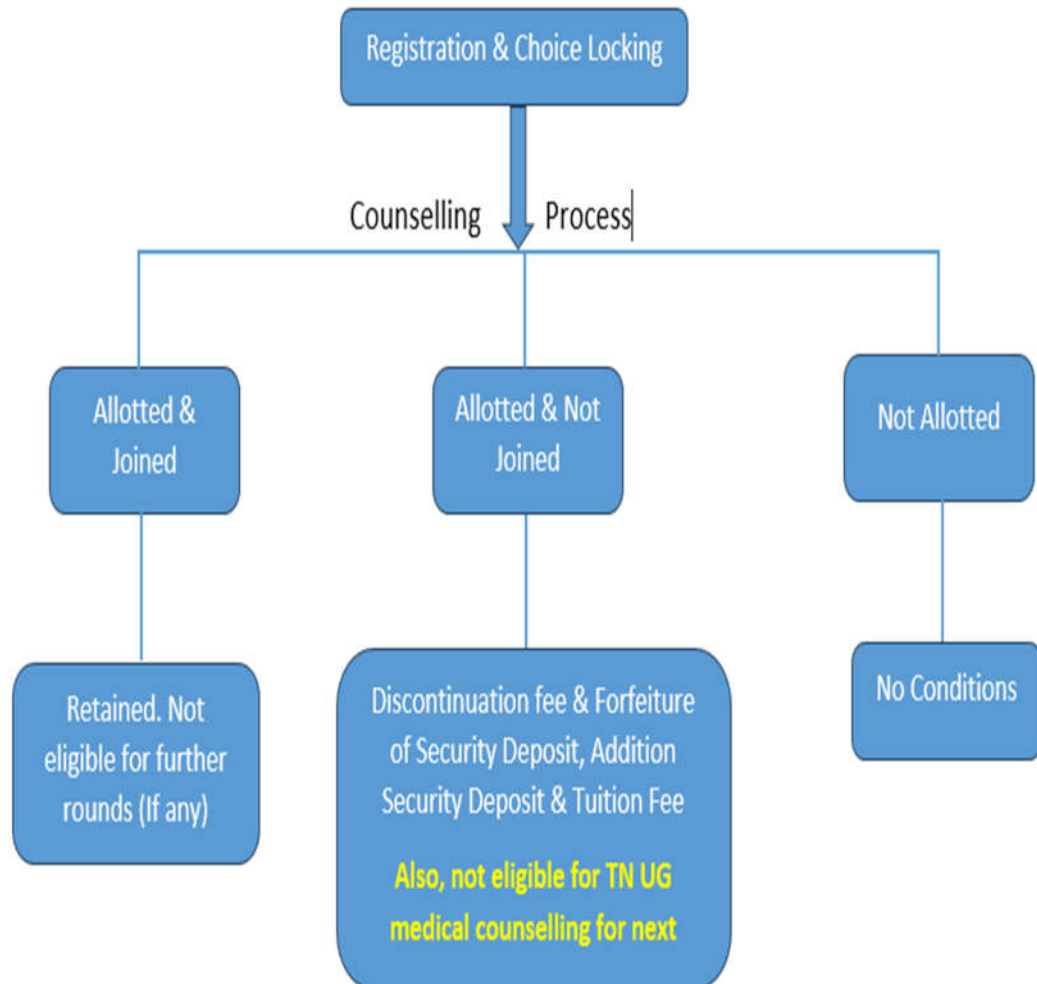 Registration & Choice Locking
Counselling Process
Allotted &
Joined
Allotted & Not
Joined
Not Allotted
Retained. Not
eligible for further
rounds (If any)
Discontinuation fee & Forfeiture
of Security Deposit, Addition
Security Deposit & Tuition Fee
Also, not eligible for TN UG
medical counselling for next
No Conditions